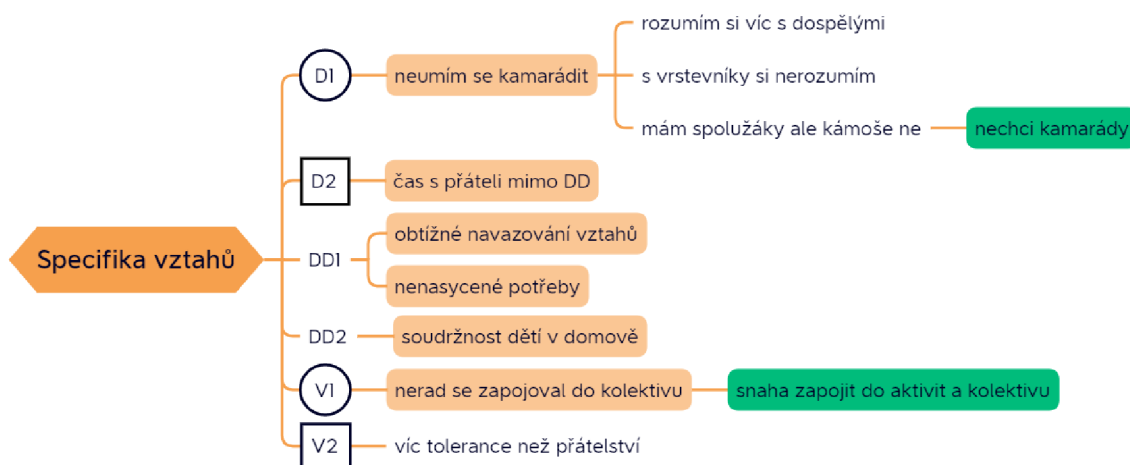 Specifika vztahů
D1
neumím se kamarádit
rozumím si víc s dospělými
s vrstevníky si nerozumím
mám spolužáky ale kámoše ne
nechci kamarády
D2
čas s přáteli mimo DD
DD1
obtížné navazování vztahů
nenasycené potřeby
DD2
soudržnost dětí v domově
V1
nerad se zapojoval do kolektivu
snaha zapojit do aktivit a kolektivu
V2
víc tolerance než přátelství